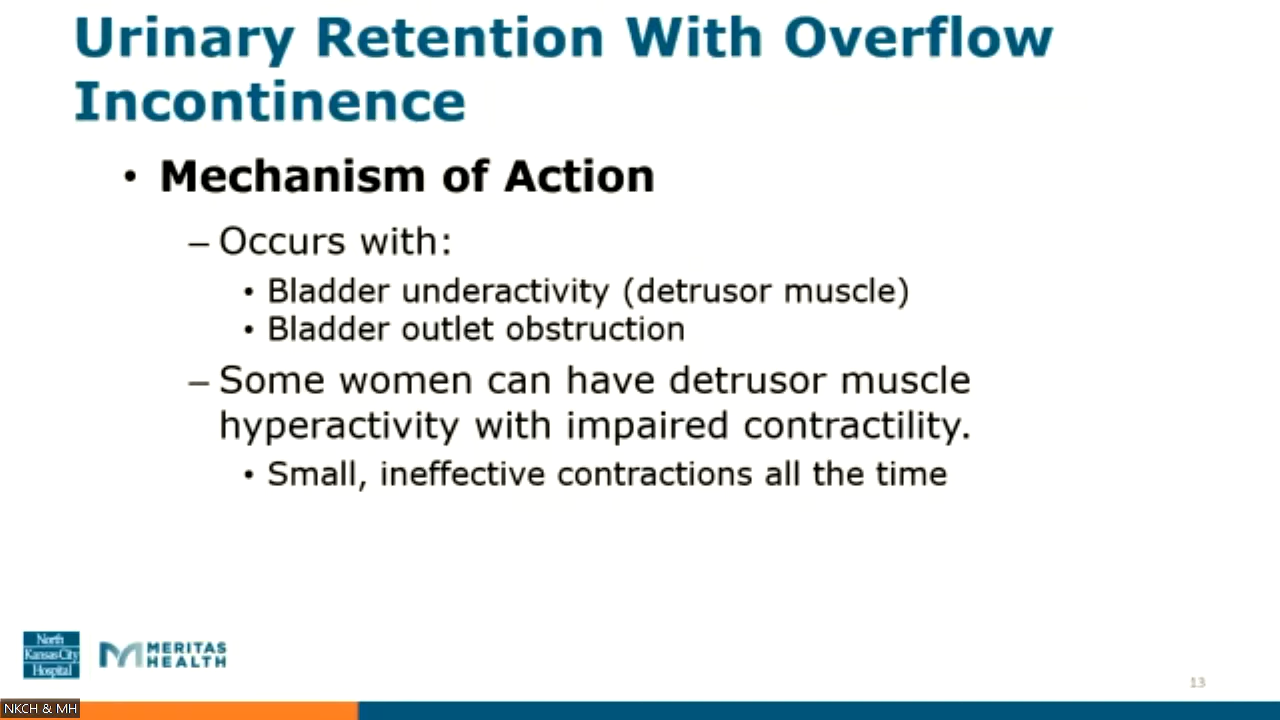 Urinary Retention With Overflow
Incontinence
• Mechanism of Action
– Occurs with:
• Bladder underactivity (detrusor muscle)
• Bladder outlet obstruction
– Some women can have detrusor muscle
hyperactivity with impaired contractility.
• Small, ineffective contractions all the time
North
Kansas City
Hospital
MERITAS
HEALTH
13
NKCH & MH